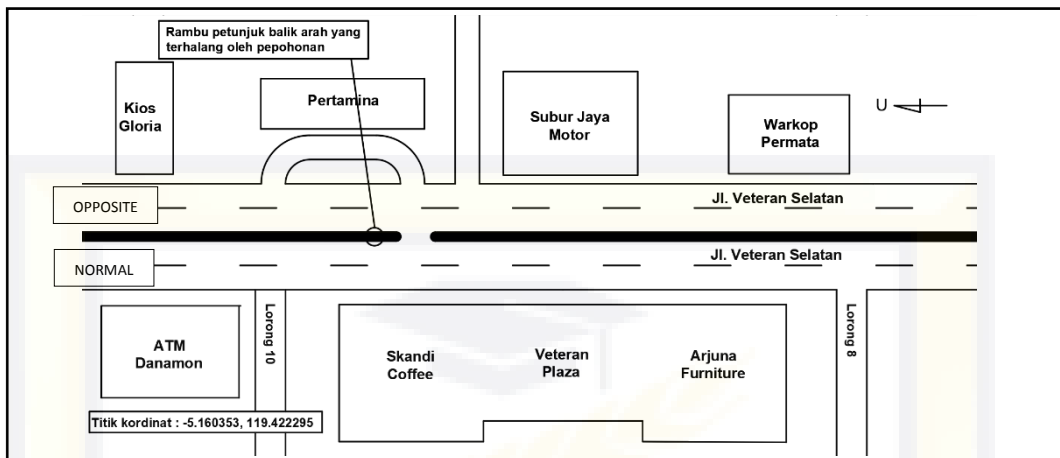 Rambu petunjuk balik arah yang
terhalang oleh pepohonan
Kios
Gloria
Pertamina
Subur Jaya
Motor
Warkop
Permata
U
OPPOSITE
Jl. Veteran Selatan
NORMAL
Jl. Veteran Selatan
ATM
Danamon
Lorong 10
Skandi
Coffee
Veteran
Plaza
Arjuna
Furniture
Lorong 8
Titik kordinat : -5.160353, 119.422295